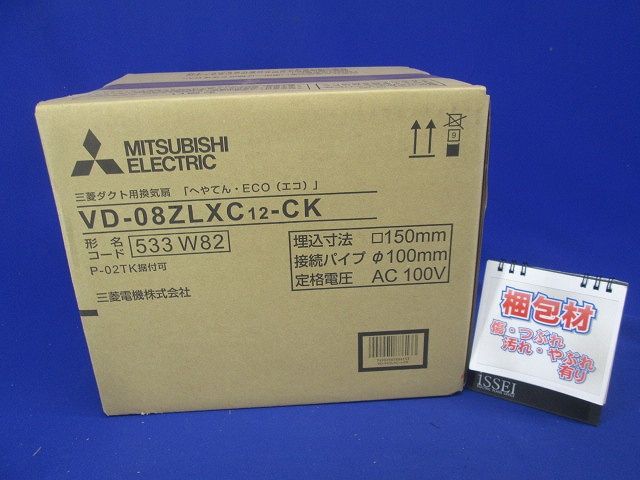 MITSUBISHI
ELECTRIC
三菱ダクト用換気扇 「へやてん・ECO（エコ）」
VD-08ZLXC12-CK
形名コード 533 W82
P-02TK据付可
三菱電機株式会社
埋込寸法 □150mm
接続パイプ φ100mm
定格電圧 AC 100V
9
梱包材
傷・つぶれ
汚れ・やぶれ
有り
iSSEI